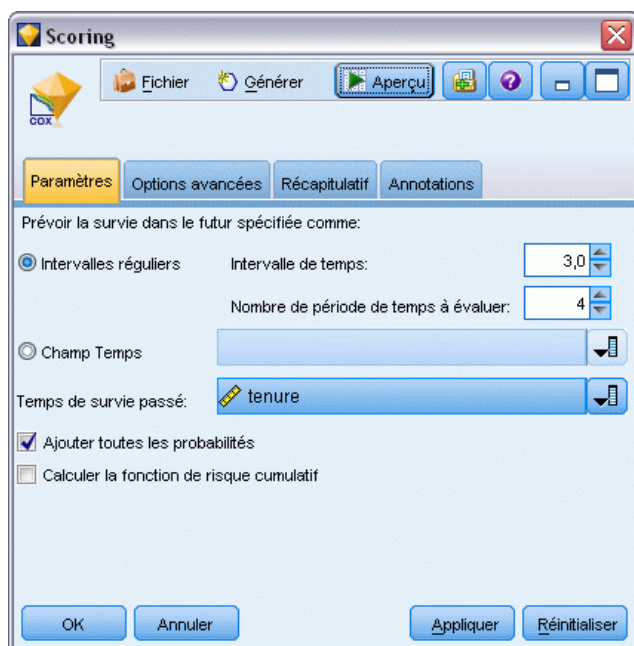 Scoring
COX
Fichier Générer Aperçu
Paramètres Options avancées Récapitulatif Annotations
Prévoir la survie dans le futur spécifiée comme:
Intervalles réguliers Intervalle de temps: 3,0
Nombre de période de temps à évaluer: 4
Champ Temps
Temps de survie passé: tenure
Ajouter toutes les probabilités
Calculer la fonction de risque cumulatif
OK Annuler Appliquer Réinitialiser